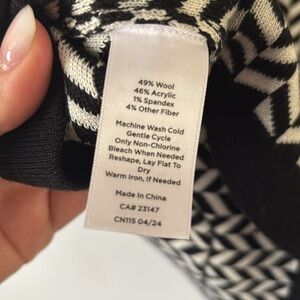 49% Wool
46% Acrylic
1% Spandex
4% Other Fiber
Machine Wash Cold
Gentle Cycle
Only Non-Chlorine
Bleach When Needed
Reshape, Lay Flat To
Dry
Warm Iron, If Needed
Made In China
CA# 23147
CN115 04/24